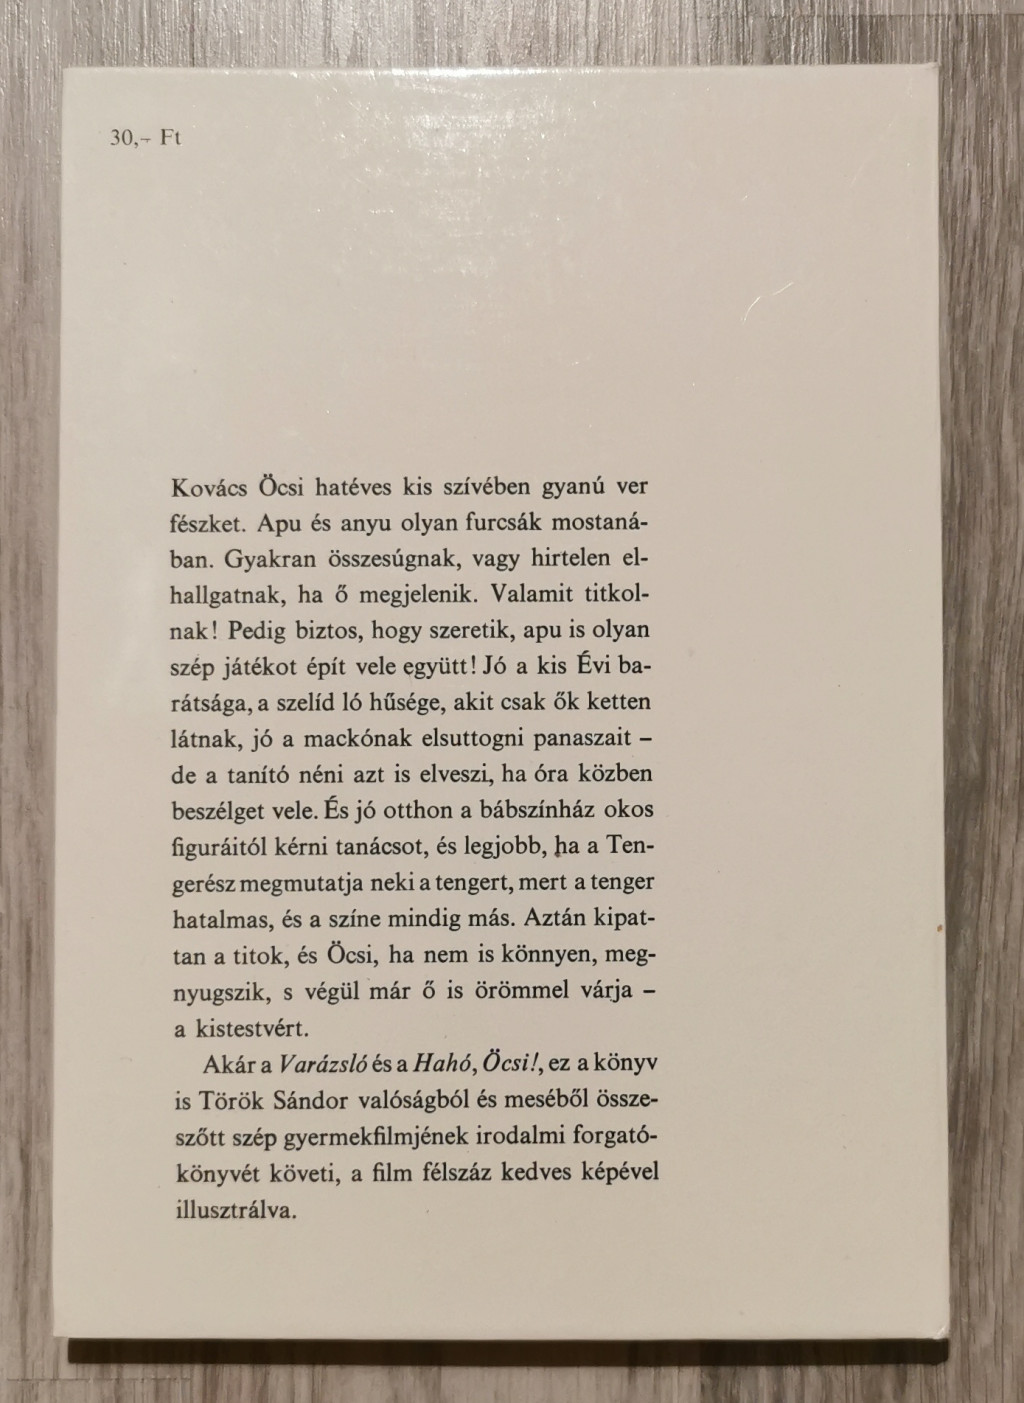 30,- Ft
Kovács Öcsi hatéves kis szívében gyanú ver
fészket. Apu és anyu olyan furcsák mostaná-
ban. Gyakran összesúgnak, vagy hirtelen el-
hallgatnak, ha ő megjelenik. Valamit titkol-
nak! Pedig biztos, hogy szeretik, apu is olyan
szép játékot épít vele együtt! Jó a kis Évi ba-
rátsága, a szelíd ló hűsége, akit csak ők ketten
látnak, jó a mackónak elsuttogni panaszait –
de a tanító néni azt is elveszi, ha óra közben
beszélget vele. És jó otthon a bábszínház okos
figuráitól kérni tanácsot, és legjobb, ha a Ten-
gerész megmutatja neki a tengert, mert a tenger
hatalmas, és a színe mindig más. Aztán kipat-
tan a titok, és Öcsi, ha nem is könnyen, meg-
nyugszik, s végül már ő is örömmel várja –
a kistestvért.
Akár a Varázsló és a Hahó, Öcsi!, ez a könyv
is Török Sándor valóságból és meséből össze-
szőtt szép gyermekfilmjének irodalmi forgató-
könyvét követi, a film félszáz kedves képével
illusztrálva.